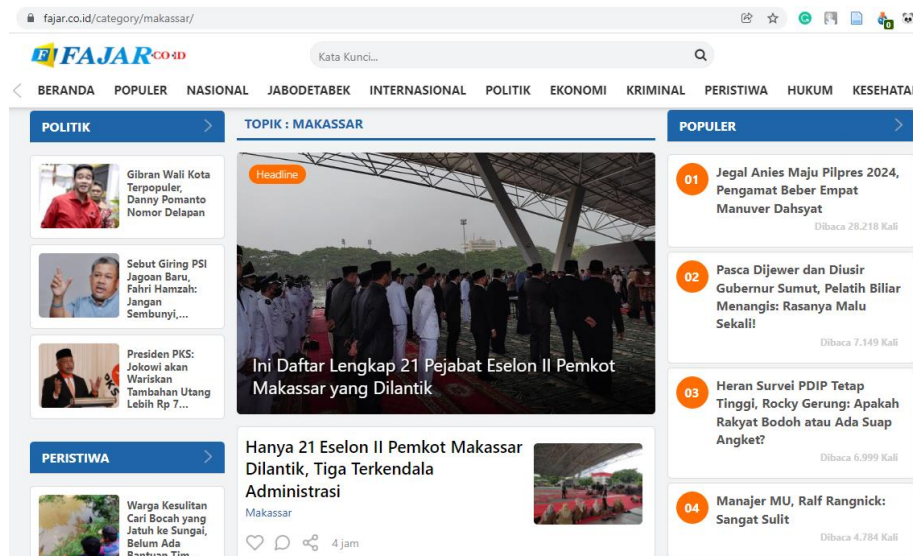 fajar.co.id/category/makassar/
FAJAR.CO.ID
Kata Kunci...
BERANDA POPULER NASIONAL JABODETABEK INTERNASIONAL POLITIK EKONOMI KRIMINAL PERISTIWA HUKUM KESEHATA
POLITIK
Gibran Wali Kota
Terpopuler,
Danny Pomanto
Nomor Delapan
Sebut Giring PSI
Jagoan Baru,
Fahri Hamzah:
Jangan
Sembunyi,...
Presiden PKS:
Jokowi akan
Wariskan
Tambahan Utang
Lebih Rp 7...
PERISTIWA
Warga Kesulitan
Cari Bocah yang
Jatuh ke Sungai,
Belum Ada
Bantuan Tim
TOPIK : MAKASSAR
Headline
Ini Daftar Lengkap 21 Pejabat Eselon II Pemkot
Makassar yang Dilantik
Hanya 21 Eselon II Pemkot Makassar
Dilantik, Tiga Terkendala
Administrasi
Makassar
4 jam
POPULER
01
Jegal Anies Maju Pilpres 2024,
Pengamat Beber Empat
Manuver Dahsyat
Dibaca 28.218 Kali
02
Pasca Dijewer dan Diusir
Gubernur Sumut, Pelatih Biliar
Menangis: Rasanya Malu
Sekali!
Dibaca 7.149 Kali
03
Heran Survei PDIP Tetap
Tinggi, Rocky Gerung: Apakah
Rakyat Bodoh atau Ada Suap
Angket?
Dibaca 6.999 Kali
04
Manajer MU, Ralf Rangnick:
Sangat Sulit
Dibaca 4.784 Kali